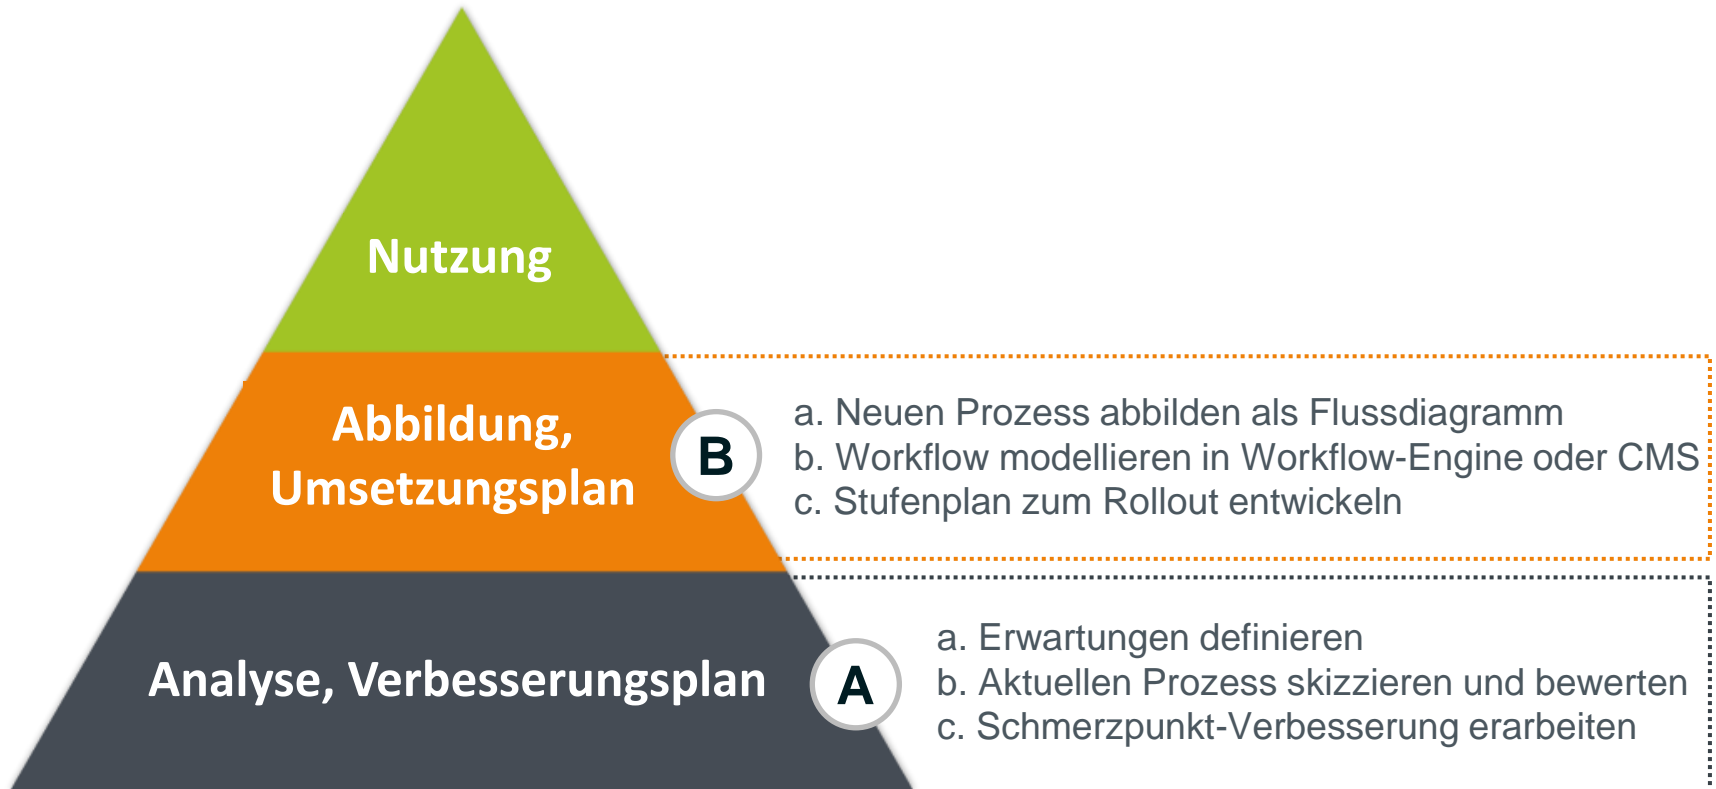 Nutzung
Abbildung,
Umsetzungsplan
B
a. Neuen Prozess abbilden als Flussdiagramm
b. Workflow modellieren in Workflow-Engine oder CMS
c. Stufenplan zum Rollout entwickeln
Analyse, Verbesserungsplan
A
a. Erwartungen definieren
b. Aktuellen Prozess skizzieren und bewerten
c. Schmerzpunkt-Verbesserung erarbeiten